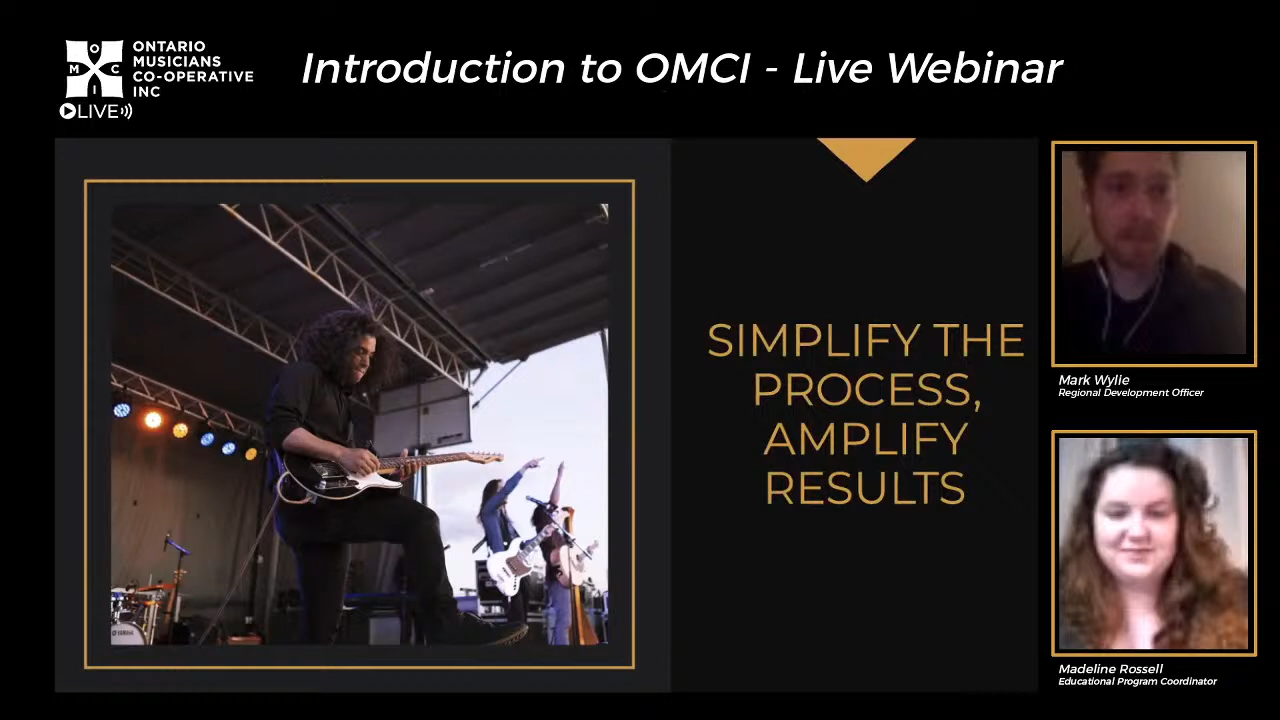 ONTARIO
MUSICIANS
CO-OPERATIVE
INC
O
M C
I
LIVE
Introduction to OMCI - Live Webinar
SIMPLIFY THE
PROCESS,
AMPLIFY
RESULTS
Mark Wylie
Regional Development Officer
Madeline Rossell
Educational Program Coordinator
YAMAHA